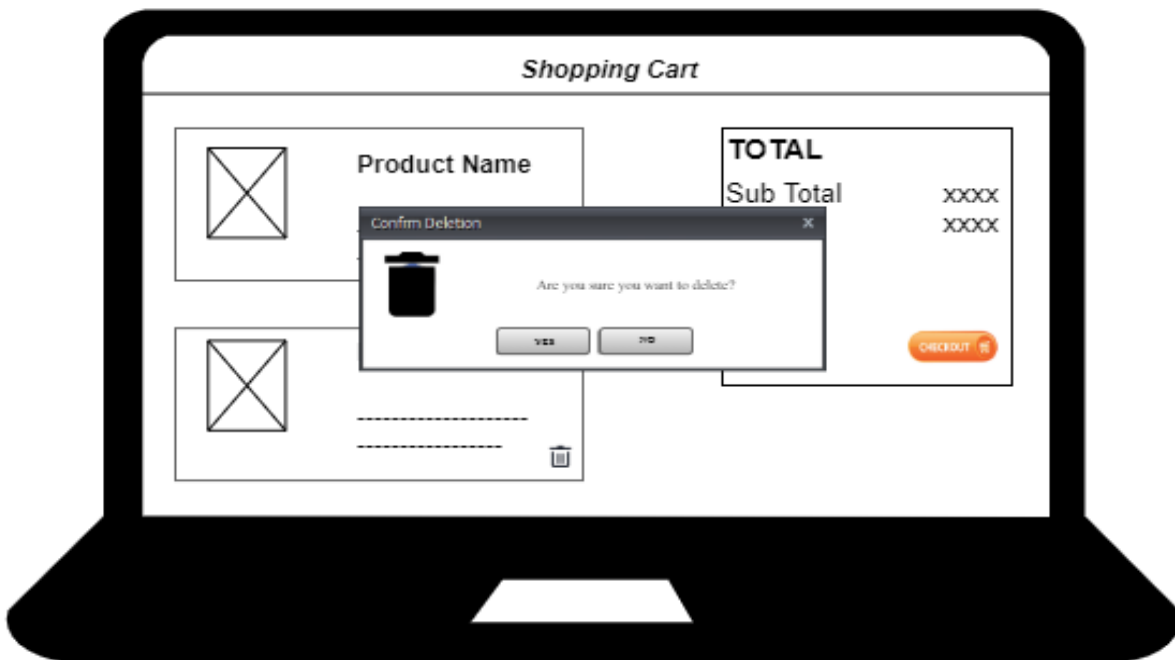 Shopping Cart
Product Name
TOTAL
Sub Total xxxx
xxxx
Confirm Deletion x
Are you sure you want to delete?
YES NO
CHECKOUT